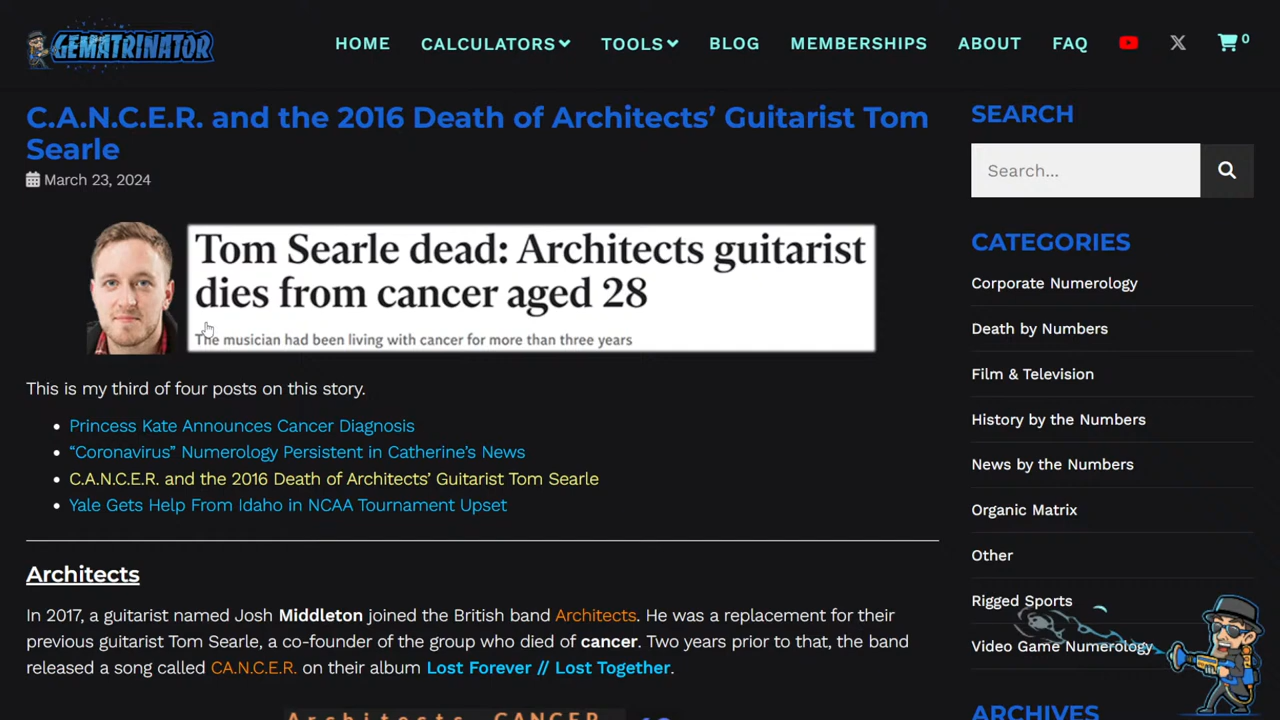 GEMATRINATOR
HOME CALCULATORS TOOLS BLOG MEMBERSHIPS ABOUT FAQ 0
C.A.N.C.E.R. and the 2016 Death of Architects’ Guitarist Tom
Searle
March 23, 2024
Tom Searle dead: Architects guitarist
dies from cancer aged 28
The musician had been living with cancer for more than three years
This is my third of four posts on this story.
Princess Kate Announces Cancer Diagnosis
“Coronavirus” Numerology Persistent in Catherine’s News
C.A.N.C.E.R. and the 2016 Death of Architects’ Guitarist Tom Searle
Yale Gets Help From Idaho in NCAA Tournament Upset
Architects
In 2017, a guitarist named Josh Middleton joined the British band Architects. He was a replacement for their
previous guitarist Tom Searle, a co-founder of the group who died of cancer. Two years prior to that, the band
released a song called CA.N.C.E.R. on their album Lost Forever // Lost Together.
Architects CANCER
SEARCH
Search...
CATEGORIES
Corporate Numerology
Death by Numbers
Film & Television
History by the Numbers
News by the Numbers
Organic Matrix
Other
Rigged Sports
Video Game Numerology
ARCHIVES